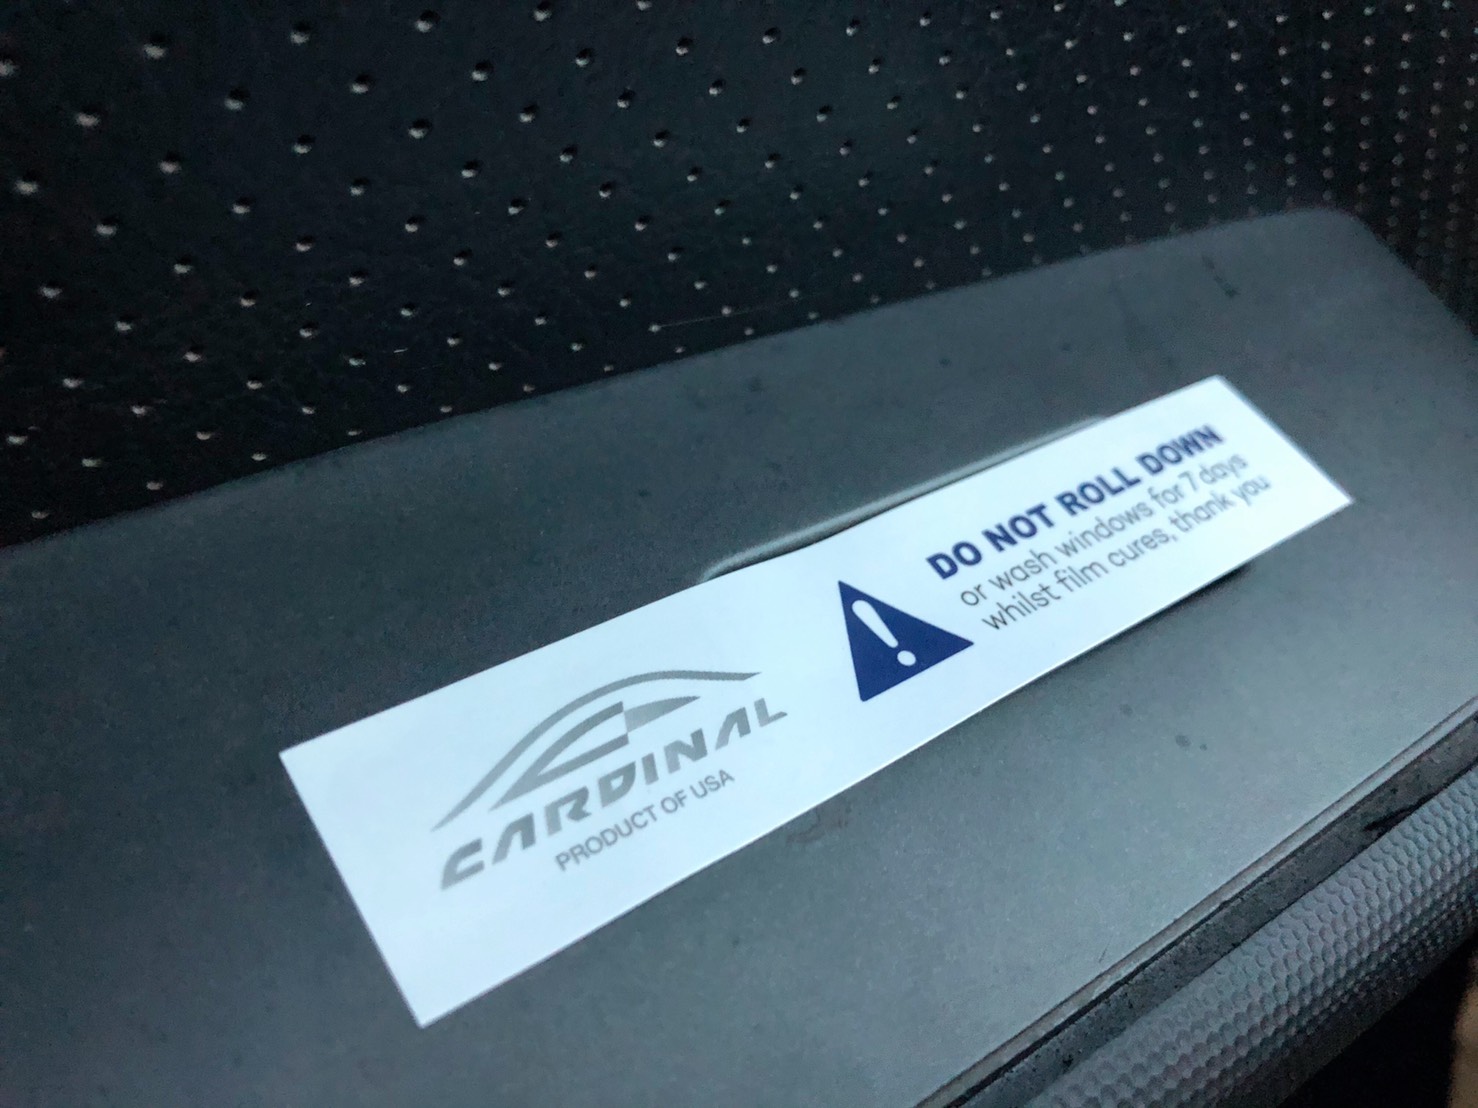 CARDINAL
PRODUCT OF USA
DO NOT ROLL DOWN
or wash windows for 7 days
whilst film cures, thank you